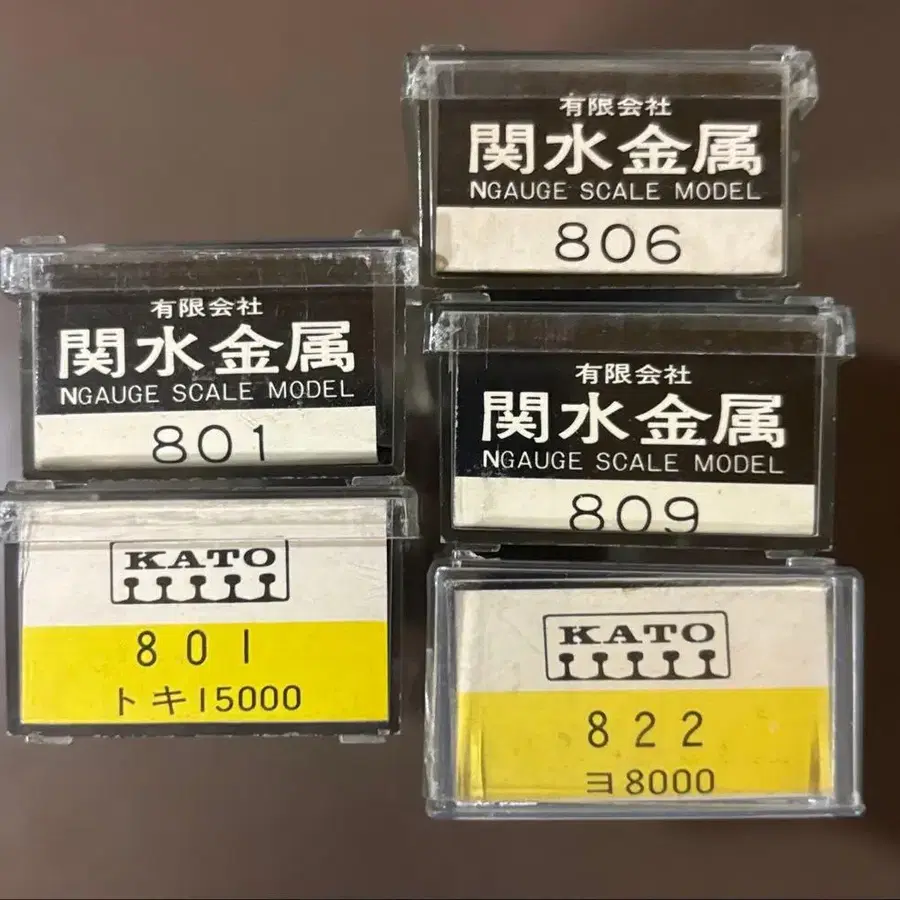 有限会社
関水金属
NGAUGE SCALE MODEL
806
有限会社
関水金属
NGAUGE SCALE MODEL
801
有限会社
関水金属
NGAUGE SCALE MODEL
809
KATO
801
トキ15000
KATO
822
ヨ8000